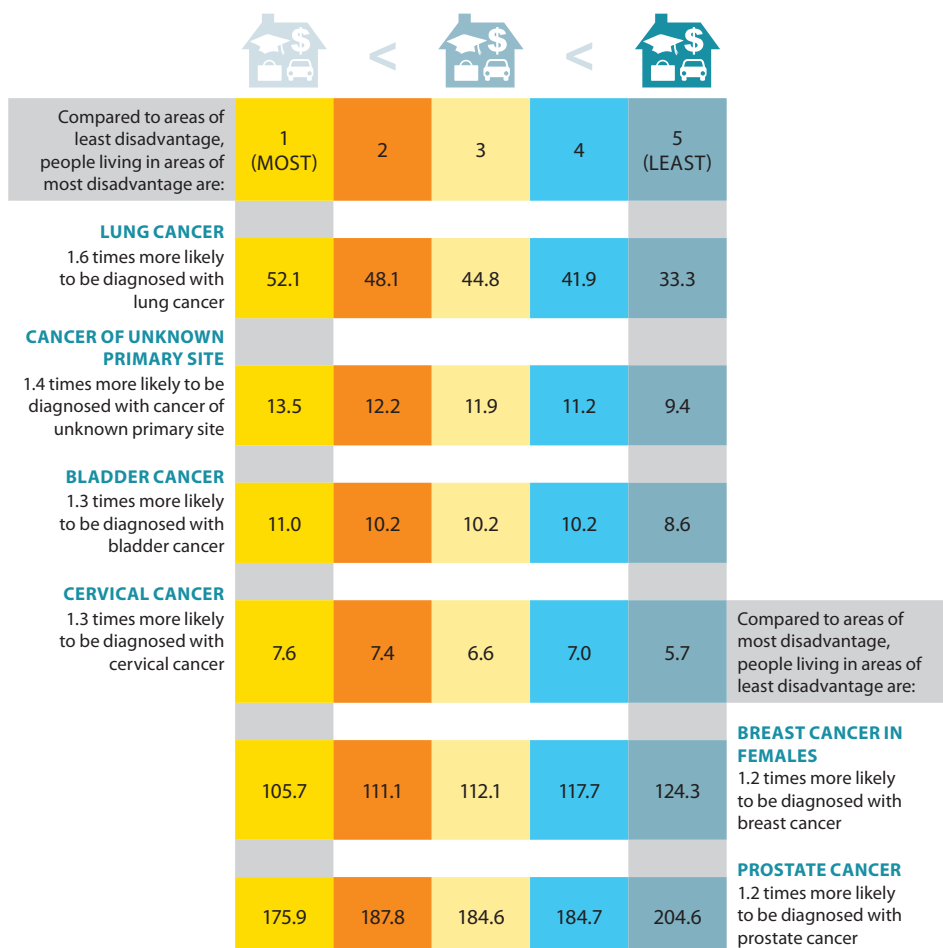 $ < $ < $
Compared to areas of
least disadvantage,
people living in areas of
most disadvantage are:
1
(MOST)
2
3
4
5
(LEAST)
LUNG CANCER
1.6 times more likely
to be diagnosed with
lung cancer
52.1 48.1 44.8 41.9 33.3
CANCER OF UNKNOWN
PRIMARY SITE
1.4 times more likely to be
diagnosed with cancer of
unknown primary site
13.5 12.2 11.9 11.2 9.4
BLADDER CANCER
1.3 times more likely
to be diagnosed with
bladder cancer
11.0 10.2 10.2 10.2 8.6
CERVICAL CANCER
1.3 times more likely
to be diagnosed with
cervical cancer
7.6 7.4 6.6 7.0 5.7
Compared to areas of
most disadvantage,
people living in areas of
least disadvantage are:
105.7 111.1 112.1 117.7 124.3
BREAST CANCER IN
FEMALES
1.2 times more likely
to be diagnosed with
breast cancer
175.9 187.8 184.6 184.7 204.6
PROSTATE CANCER
1.2 times more likely
to be diagnosed with
prostate cancer